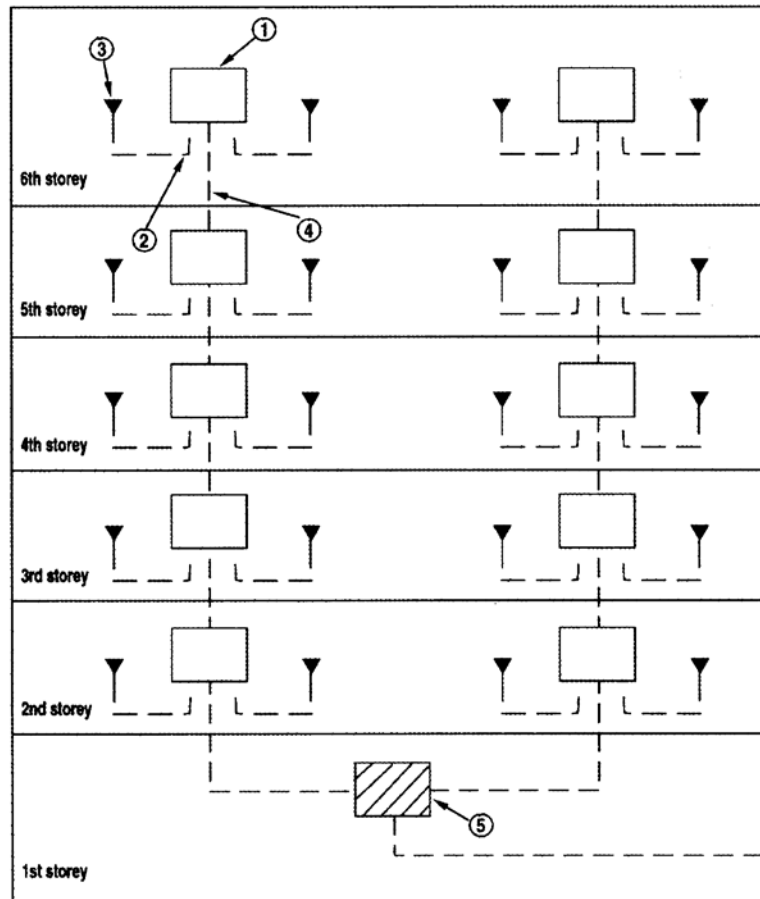 ①
③
6th storey
②
④
5th storey
4th storey
3rd storey
2nd storey
⑤
1st storey